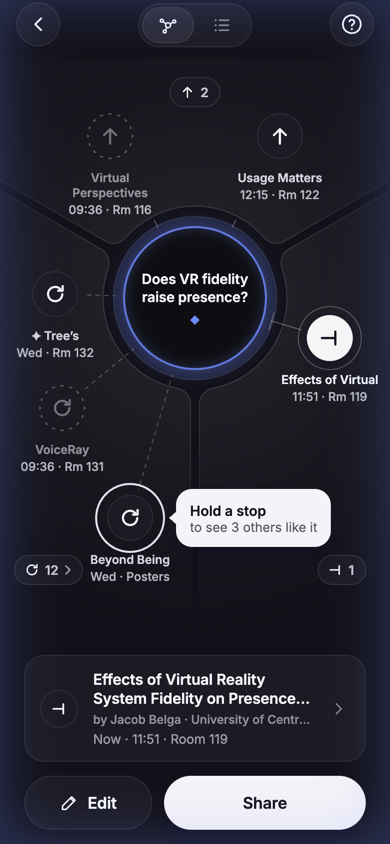 2
Virtual
Perspectives
09:36 · Rm 116
Usage Matters
12:15 · Rm 122
Does VR fidelity
raise presence?
Tree's
Wed · Rm 132
Effects of Virtual
11:51 · Rm 119
VoiceRay
09:36 · Rm 131
Hold a stop
to see 3 others like it
Beyond Being
Wed · Posters
12
1
Effects of Virtual Reality
System Fidelity on Presence...
by Jacob Belga · University of Centr...
Now · 11:51 · Room 119
Edit
Share